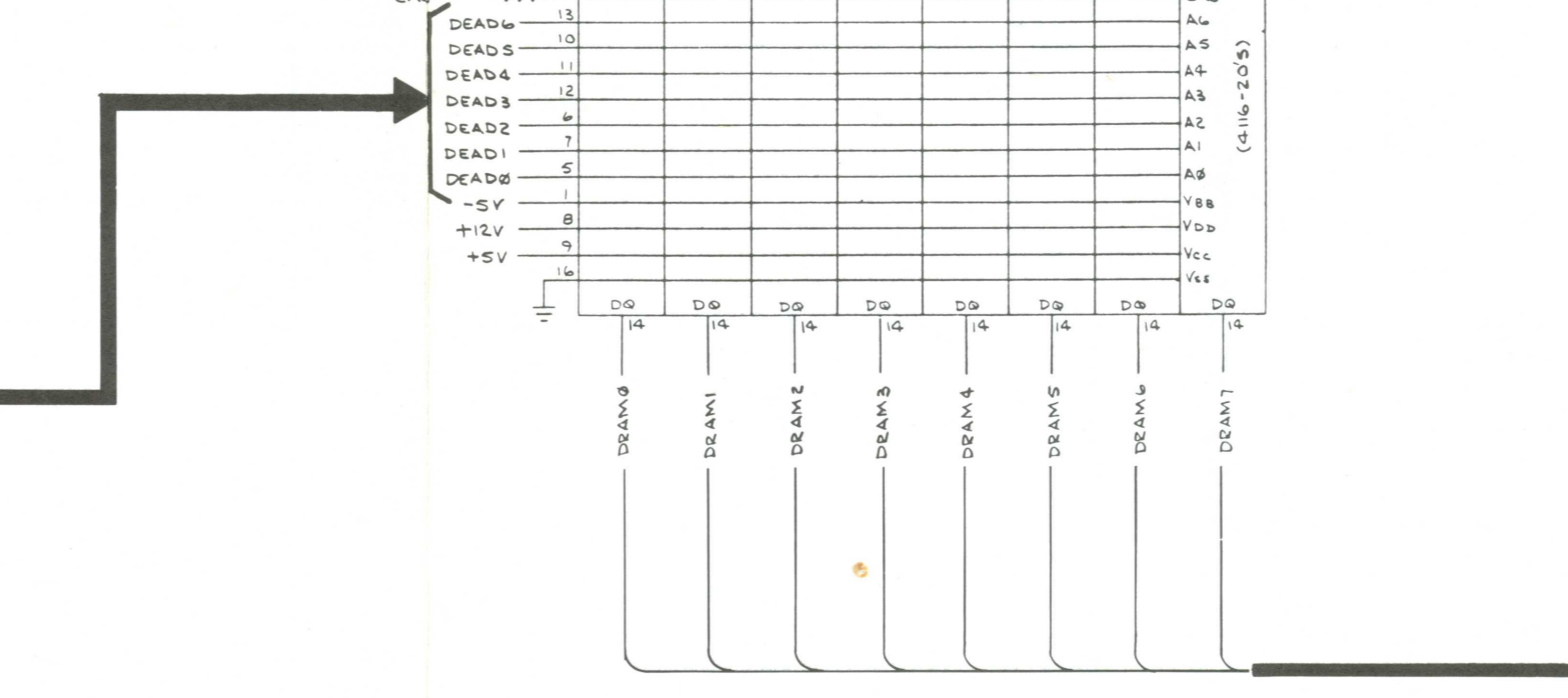 DEAD6 13 A6
DEAD5 10 A5
DEAD4 11 A4
DEAD3 12 A3
DEAD2 6 A2
DEAD1 7 A1
DEADØ 5 AØ
-5V 1 VBB
+12V 8 VDD
+5V 9 VCC
16 VSS
(4116-20'S)
DQ DQ DQ DQ DQ DQ DQ DQ
14 14 14 14 14 14 14 14
DRAMØ DRAM1 DRAM2 DRAM3 DRAM4 DRAM5 DRAM6 DRAM7